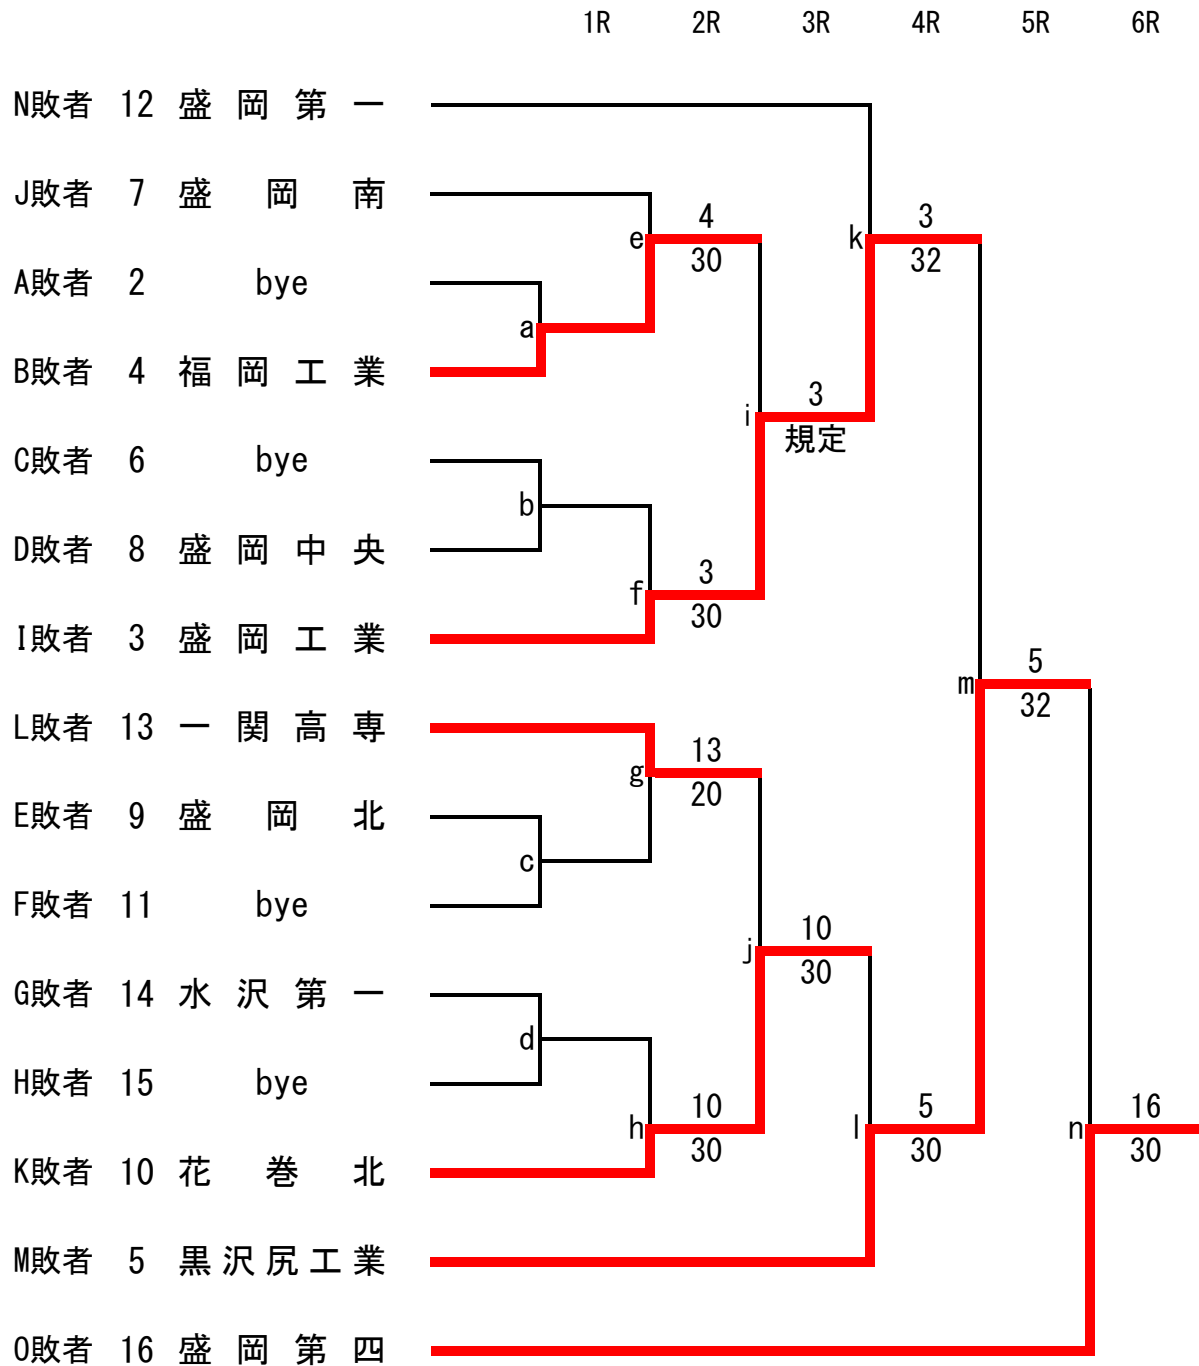 1R 2R 3R 4R 5R 6R
N敗者 12 盛岡第一
J敗者 7 盛岡南
4
3
e
k
30
32
A敗者 2 bye
a
B敗者 4 福岡工業
3
i
規定
C敗者 6 bye
b
D敗者 8 盛岡中央
3
f
30
I敗者 3 盛岡工業
5
m
32
L敗者 13 一関高専
13
g
20
E敗者 9 盛岡北
c
F敗者 11 bye
10
j
30
G敗者 14 水沢第一
d
H敗者 15 bye
10
5
16
h
l
n
30
30
30
K敗者 10 花巻北
M敗者 5 黒沢尻工業
O敗者 16 盛岡第四